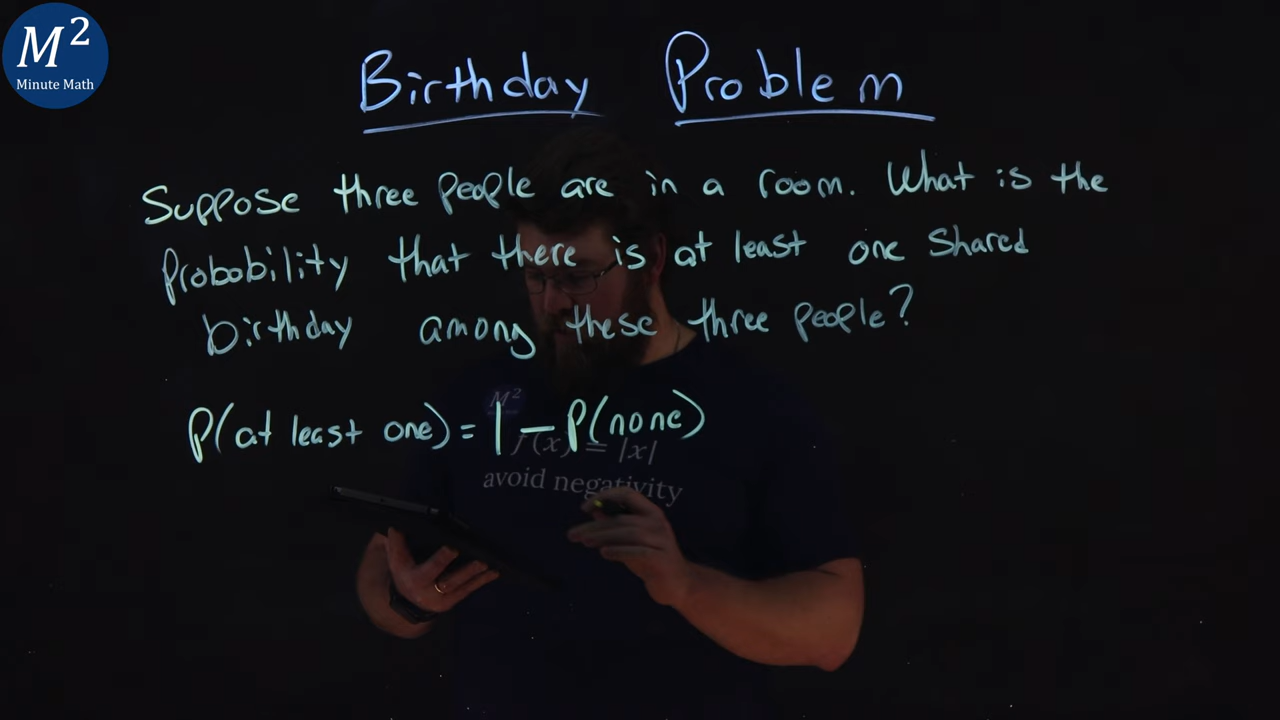 M²
Minute Math
Birthday Problem
Suppose three people are in a room. What is the
probability that there is at least one shared
birthday among these three people?
P(at least one) = 1 - P(none)
M²
f(x) = |x|
avoid negativity